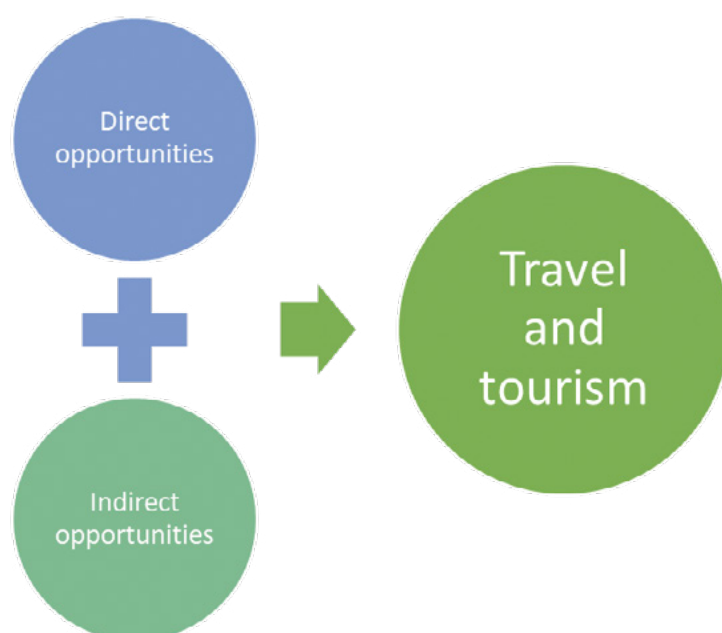 Direct
opportunities
Indirect
opportunities
Travel
and
tourism